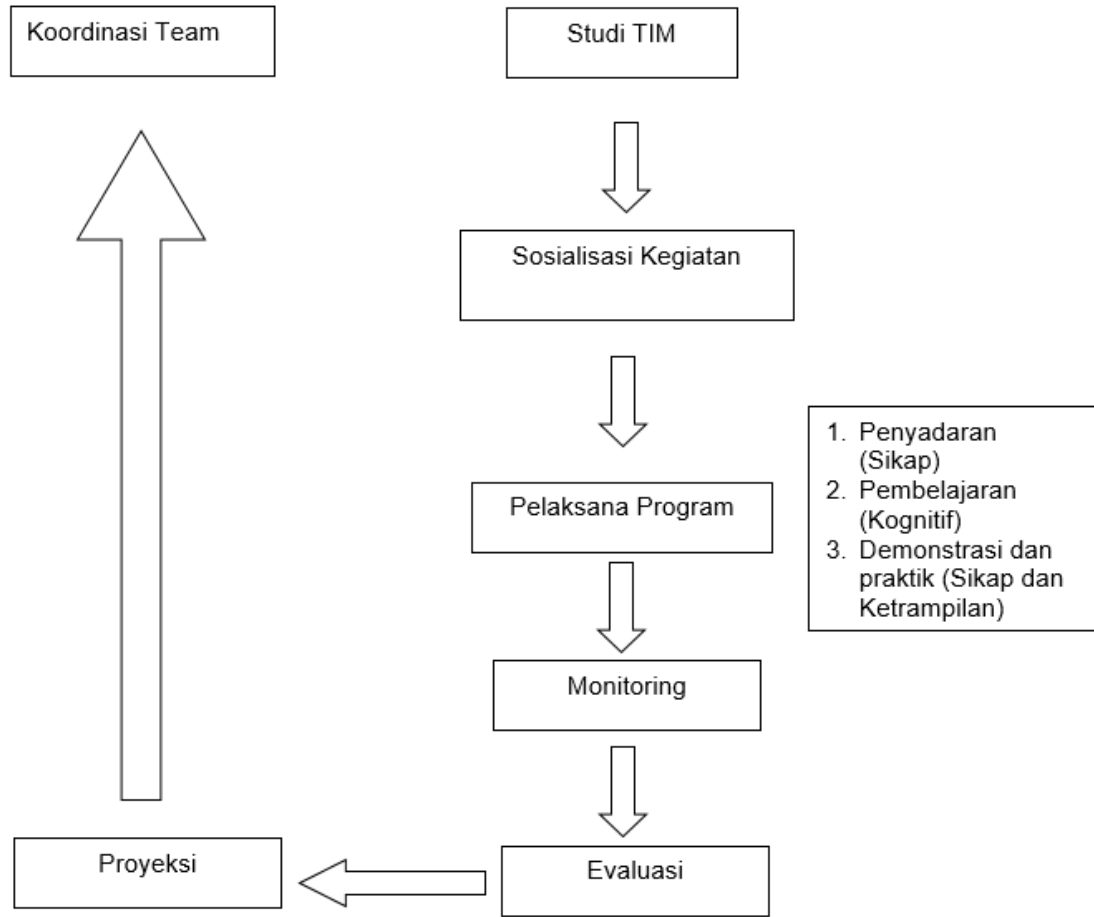 Koordinasi Team
Studi TIM
Sosialisasi Kegiatan
Pelaksana Program
1. Penyadaran
(Sikap)
2. Pembelajaran
(Kognitif)
3. Demonstrasi dan
praktik (Sikap dan
Ketrampilan)
Monitoring
Evaluasi
Proyeksi